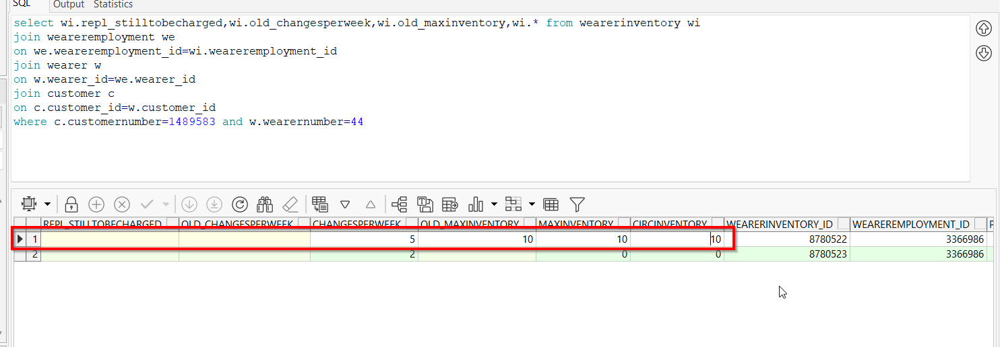 SQL Output Statistics
select wi.repl_stilltobecharged,wi.old_changesperweek,wi.old_maxinventory,wi.* from wearerinventory wi
join weareremployment we
on we.weareremployment_id=wi.weareremployment_id
join wearer w
on w.wearer_id=we.wearer_id
join customer c
on c.customer_id=w.customer_id
where c.customernumber=1489583 and w.wearernumber=44
REPL_STILLTOBECHARGED OLD_CHANGESPERWEEK CHANGESPERWEEK OLD_MAXINVENTORY MAXINVENTORY CIRCINVENTORY WEARERINVENTORY_ID WEAREREMPLOYMENT_ID
1 5 10 10 10 8780522 3366986
2 2 0 0 8780523 3366986